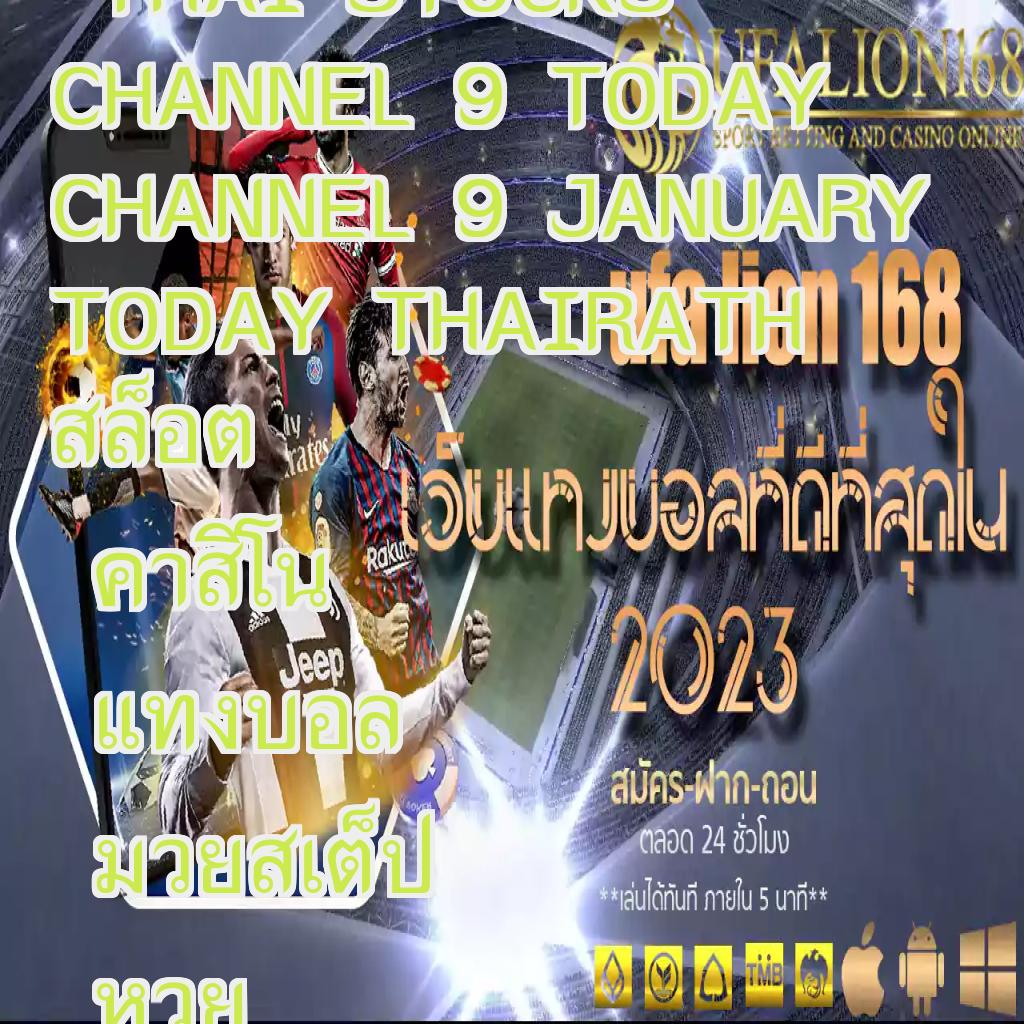 THAI STOCKS
CHANNEL 9 TODAY
CHANNEL 9 JANUARY
TODAY THAIRATH
สล็อต
คาสิโน
แทงบอล
มวยสเต็ป
หวย
UFALION168
SPORT BETTING AND CASINO ONLINE
ufa lion 168
เว็บแทงบอลที่ดีที่สุดใน
2023
สมัคร-ฝาก-ถอน
ตลอด 24 ชั่วโมง
**เล่นได้ทันที ภายใน 5 นาที**
TMB
Jeep
adidas